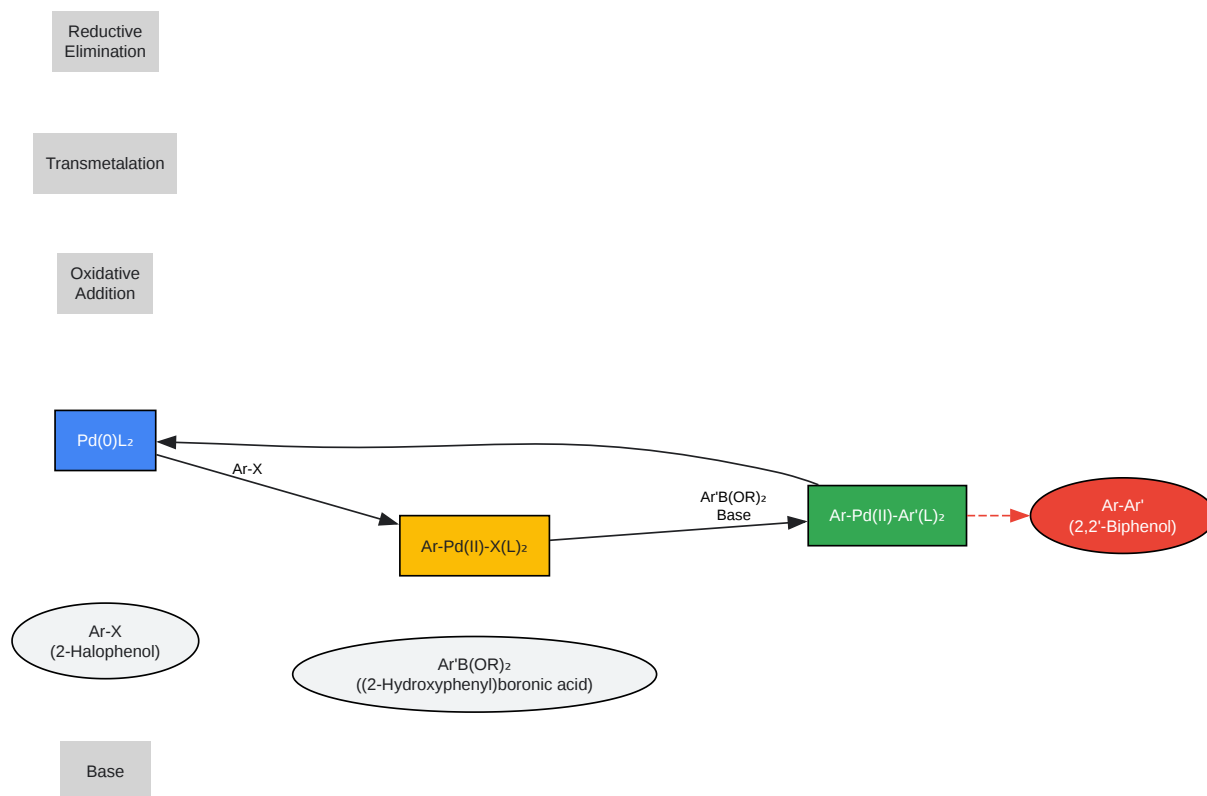 Reductive
Elimination
Transmetalation
Oxidative
Addition
Pd(0)L₂
Ar-X
Ar-Pd(II)-X(L)₂
Ar'B(OR)₂
Base
Ar-Pd(II)-Ar'(L)₂
Ar-Ar'
(2,2'-Biphenol)
Ar-X
(2-Halophenol)
Ar'B(OR)₂
((2-Hydroxyphenyl)boronic acid)
Base